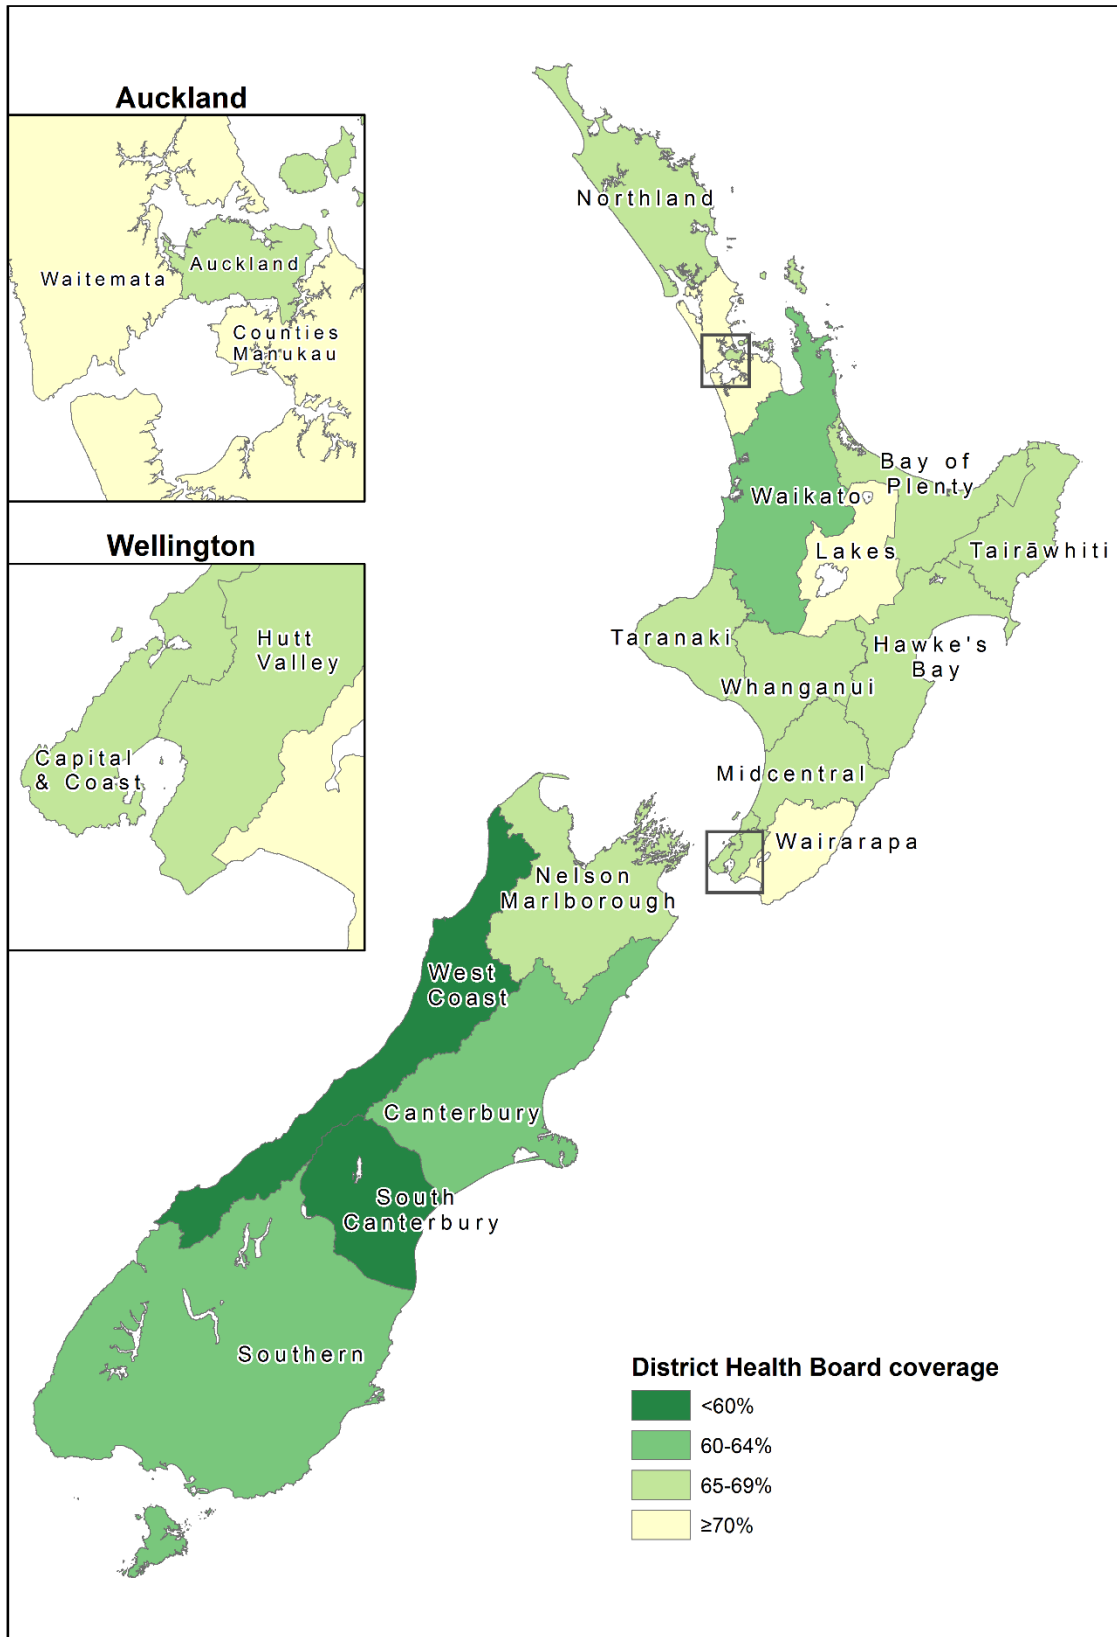 Auckland
Waitemata
Auckland
Counties
Manukau
Wellington
Hutt
Valley
Capital
& Coast
Northland
Bay of
Plenty
Waikato
Lakes
Tairāwhiti
Taranaki
Hawke's
Bay
Whanganui
Midcentral
Wairarapa
Nelson
Marlborough
West
Coast
Canterbury
South
Canterbury
Southern
District Health Board coverage
<60%
60-64%
65-69%
≥70%